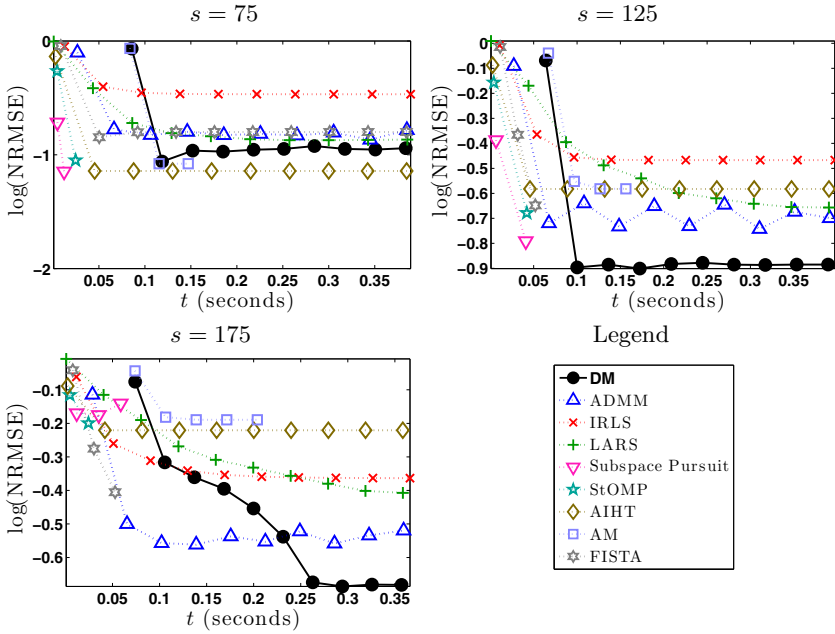 s = 75
0
−1
−2
log(NRMSE)
0.05 0.1 0.15 0.2 0.25 0.3 0.35
t (seconds)
s = 125
0
−0.1
−0.2
−0.3
−0.4
−0.5
−0.6
−0.7
−0.8
−0.9
log(NRMSE)
0.05 0.1 0.15 0.2 0.25 0.3 0.35
t (seconds)
s = 175
−0.1
−0.2
−0.3
−0.4
−0.5
−0.6
log(NRMSE)
0.05 0.1 0.15 0.2 0.25 0.3 0.35
t (seconds)
Legend
DM
ADMM
IRLS
LARS
Subspace Pursuit
StOMP
AIHT
AM
FISTA